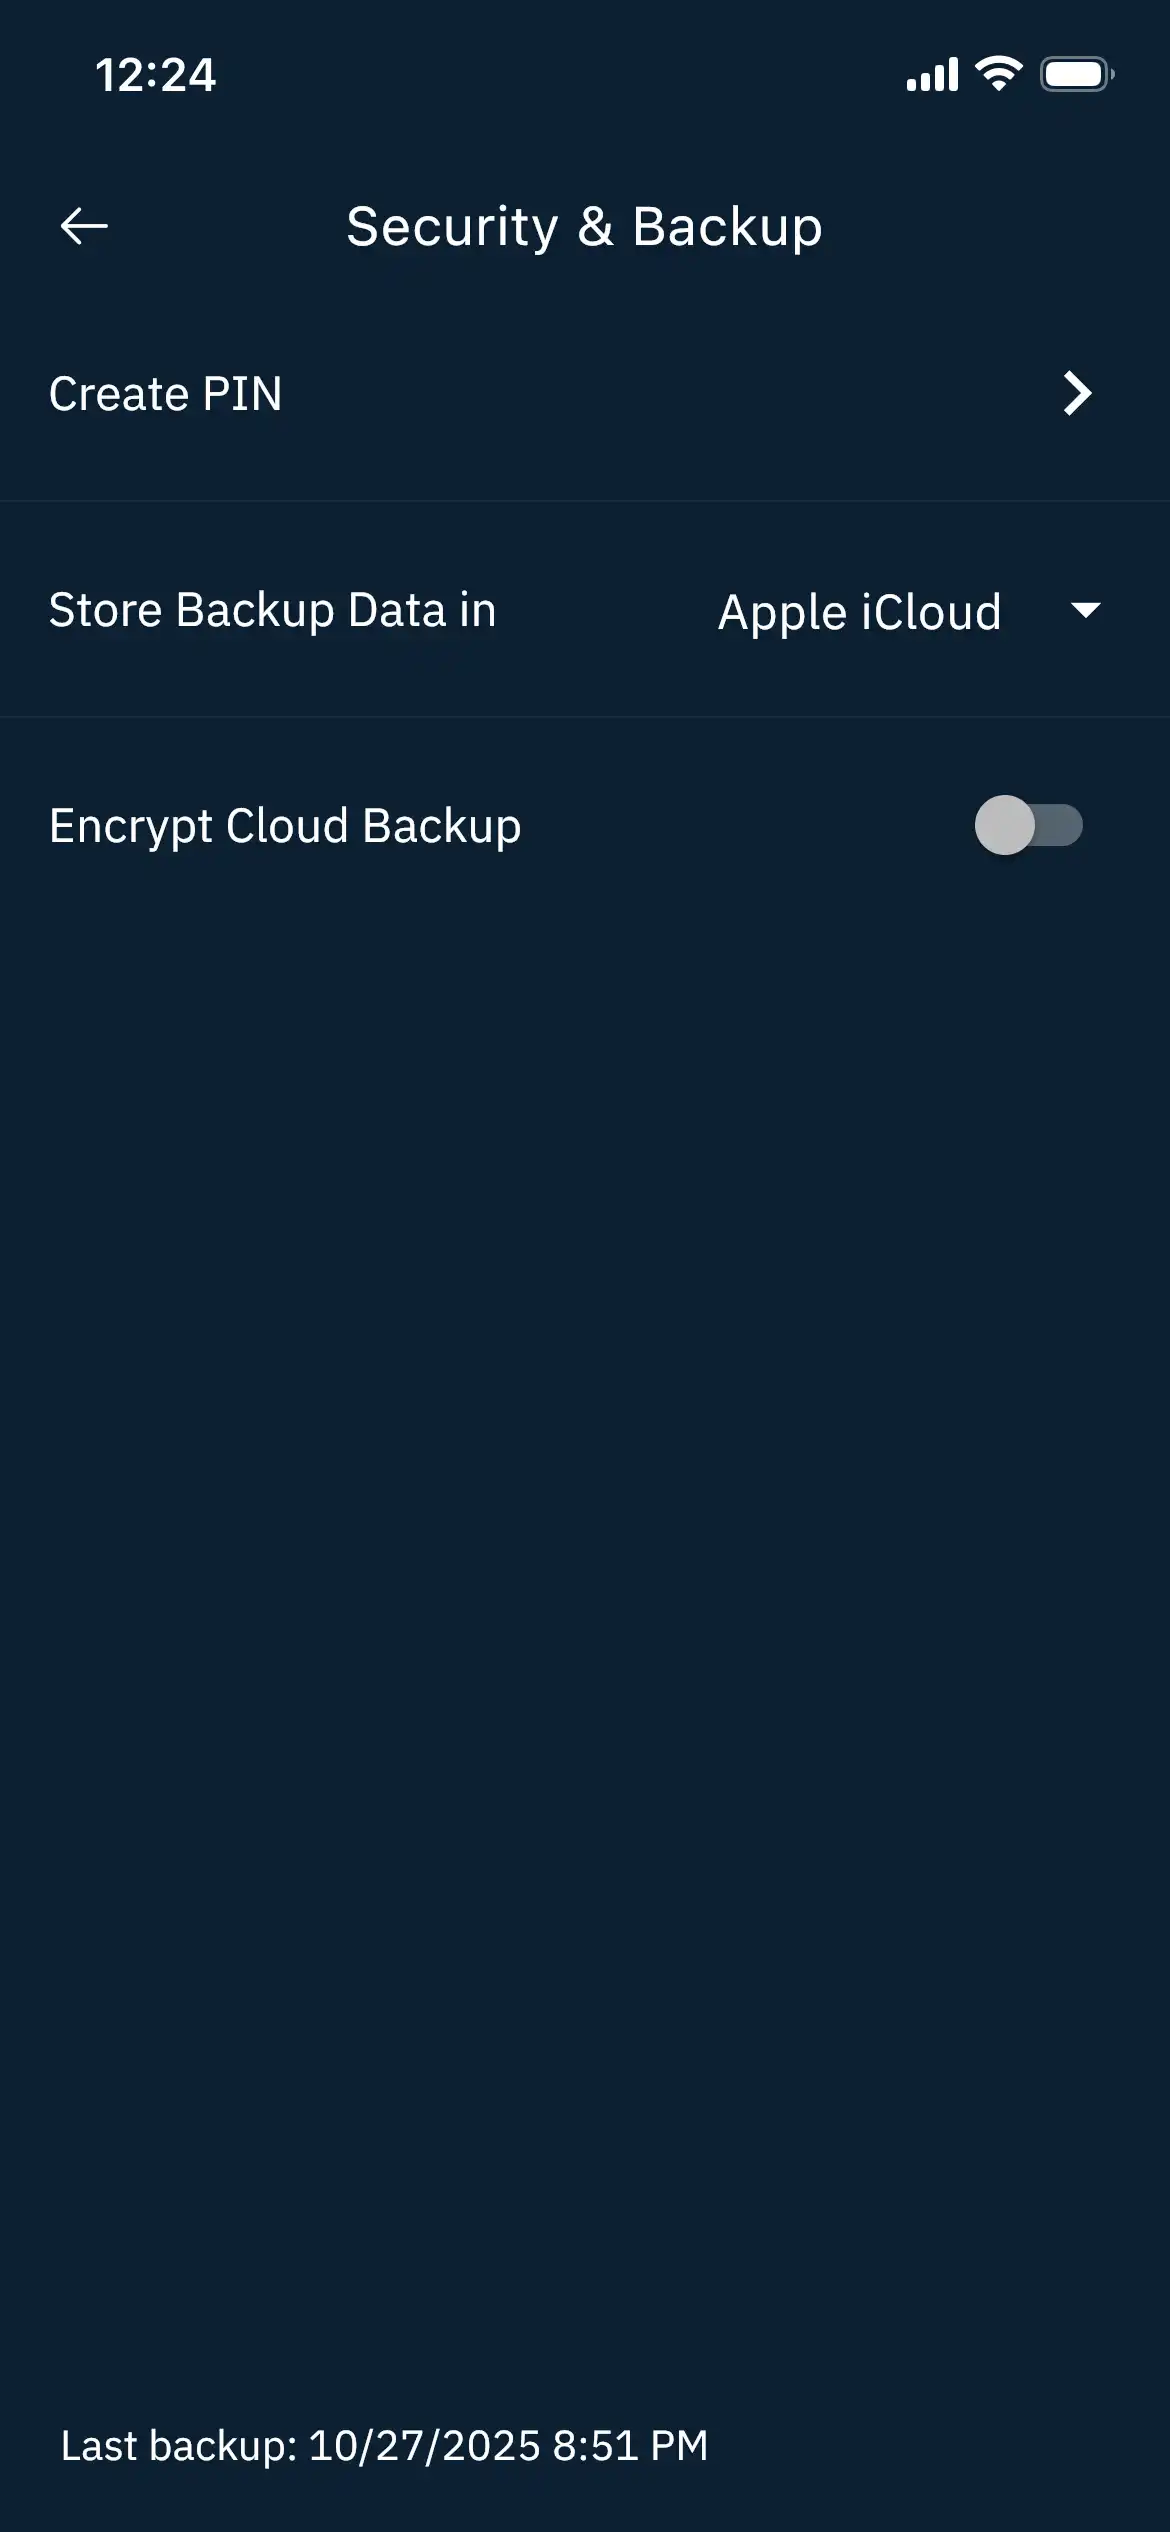 12:24
Security & Backup
Create PIN
Store Backup Data in
Apple iCloud
Encrypt Cloud Backup
Last backup: 10/27/2025 8:51 PM